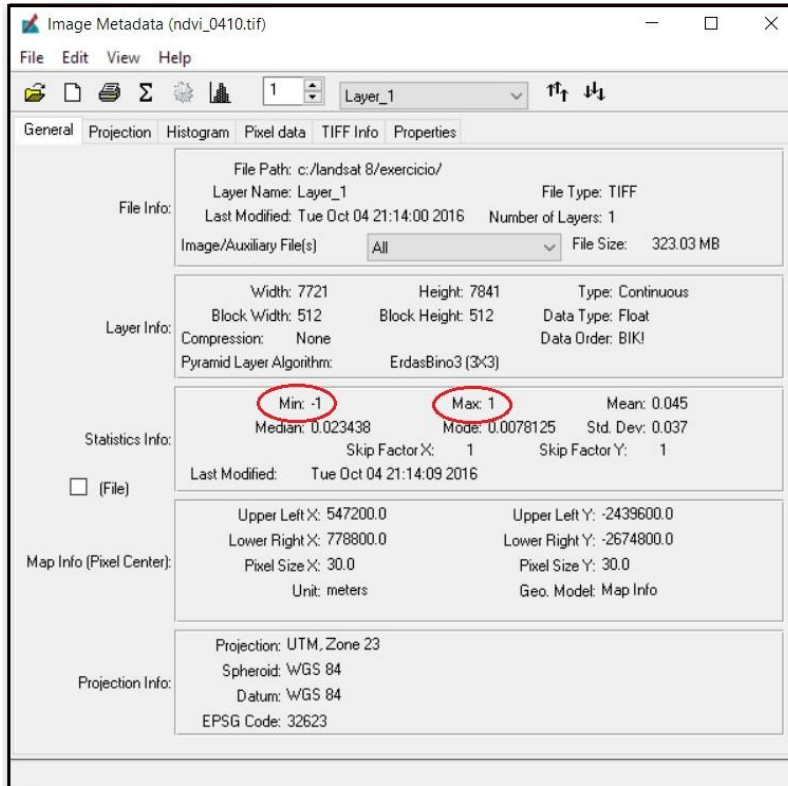 Image Metadata (ndvi_0410.tif)
File Edit View Help
1 Layer_1
General Projection Histogram Pixel data TIFF Info Properties
File Info:
File Path: c:/landsat 8/exercicio/
Layer Name: Layer_1 File Type: TIFF
Last Modified: Tue Oct 04 21:14:00 2016 Number of Layers: 1
Image/Auxiliary File(s) All File Size: 323.03 MB
Layer Info:
Width: 7721 Height: 7841 Type: Continuous
Block Width: 512 Block Height: 512 Data Type: Float
Compression: None Data Order: BIK!
Pyramid Layer Algorithm: ErdasBino3 (3X3)
Statistics Info:
Min: -1 Max: 1 Mean: 0.045
Median: 0.023438 Mode: 0.0078125 Std. Dev: 0.037
Skip Factor X: 1 Skip Factor Y: 1
Last Modified: Tue Oct 04 21:14:09 2016
(File)
Map Info (Pixel Center):
Upper Left X: 547200.0 Upper Left Y: -2439600.0
Lower Right X: 778800.0 Lower Right Y: -2674800.0
Pixel Size X: 30.0 Pixel Size Y: 30.0
Unit: meters Geo. Model: Map Info
Projection Info:
Projection: UTM, Zone 23
Spheroid: WGS 84
Datum: WGS 84
EPSG Code: 32623